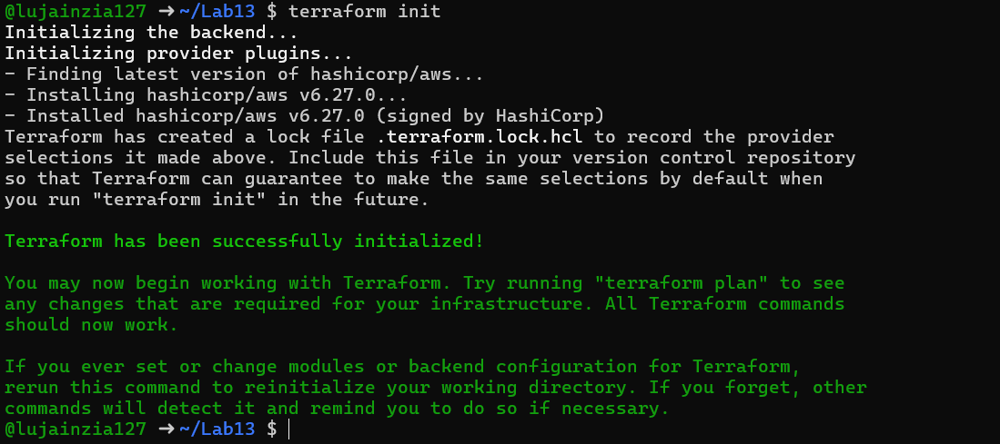 @lujainzia127 ➜ ~/Lab13 $ terraform init
Initializing the backend...
Initializing provider plugins...
- Finding latest version of hashicorp/aws...
- Installing hashicorp/aws v6.27.0...
- Installed hashicorp/aws v6.27.0 (signed by HashiCorp)
Terraform has created a lock file .terraform.lock.hcl to record the provider
selections it made above. Include this file in your version control repository
so that Terraform can guarantee to make the same selections by default when
you run "terraform init" in the future.
Terraform has been successfully initialized!
You may now begin working with Terraform. Try running "terraform plan" to see
any changes that are required for your infrastructure. All Terraform commands
should now work.
If you ever set or change modules or backend configuration for Terraform,
rerun this command to reinitialize your working directory. If you forget, other
commands will detect it and remind you to do so if necessary.
@lujainzia127 ➜ ~/Lab13 $